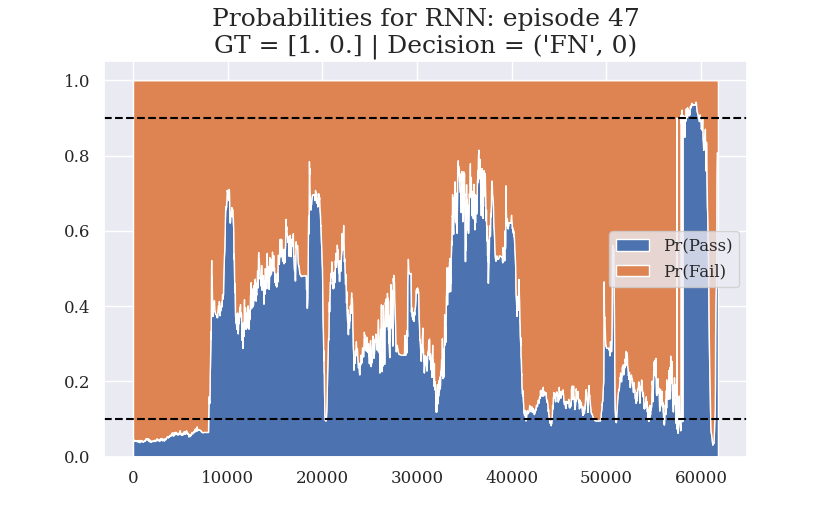 Probabilities for RNN: episode 47
GT = [1. 0.] | Decision = ('FN', 0)
1.0
0.8
0.6
0.4
0.2
0.0
Pr(Pass)
Pr(Fail)
0 10000 20000 30000 40000 50000 60000